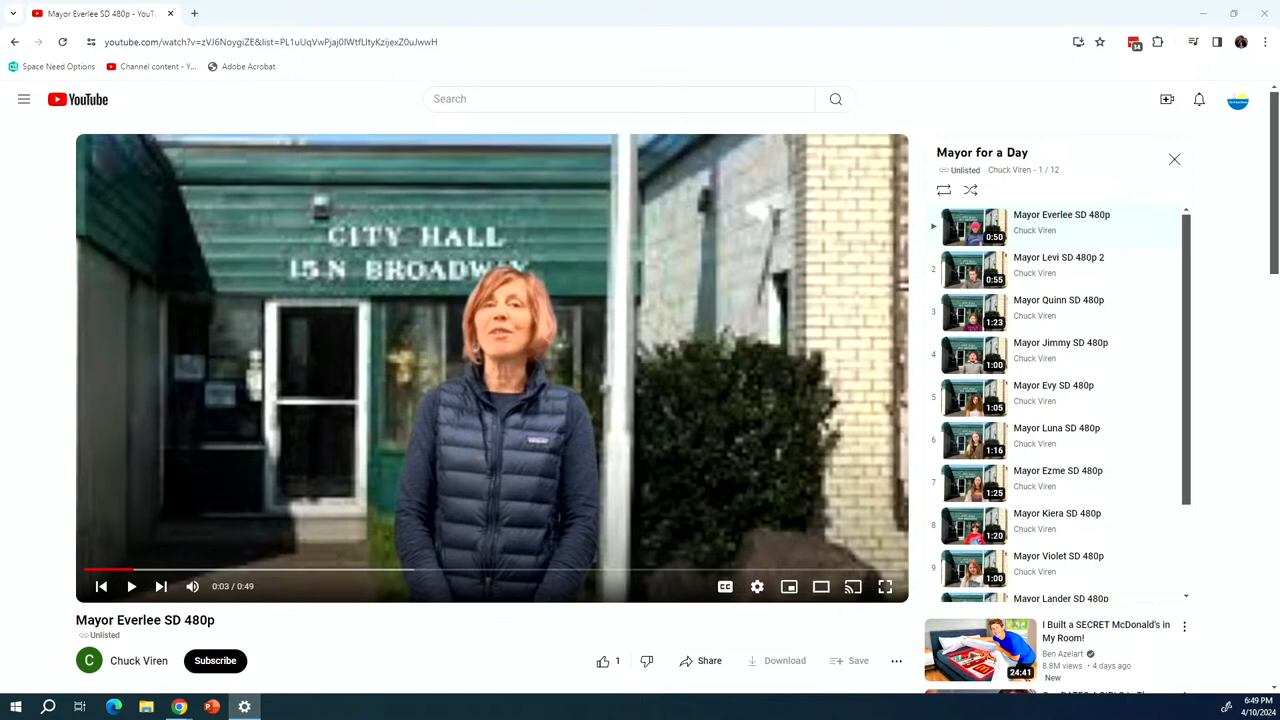 Mayor Everlee SD 480p - YouTu
youtube.com/watch?v=zVJ6NoygiZE&list=PL1uUqVwPjaj0IWtfLItyKzijexZ0uJwwH
14
Space Need Options
Channel content - Y...
Adobe Acrobat
YouTube
Search
CITY HALL
15 N BROADWAY
patagonia
0:03 / 0:49
CC
Mayor for a Day
Unlisted Chuck Viren - 1 / 12
Mayor Everlee SD 480p
Chuck Viren
0:50
2
Mayor Levi SD 480p 2
Chuck Viren
0:55
3
Mayor Quinn SD 480p
Chuck Viren
1:23
4
Mayor Jimmy SD 480p
Chuck Viren
1:00
5
Mayor Evy SD 480p
Chuck Viren
1:05
6
Mayor Luna SD 480p
Chuck Viren
1:16
7
Mayor Ezme SD 480p
Chuck Viren
1:25
8
Mayor Kiera SD 480p
Chuck Viren
1:20
9
Mayor Violet SD 480p
Chuck Viren
1:00
Mayor Lander SD 480p
Mayor Everlee SD 480p
Unlisted
C
Chuck Viren
Subscribe
1
Share
Download
Save
I Built a SECRET McDonald's in
My Room!
Ben Azelart
8.8M views • 4 days ago
New
24:41
6:49 PM
4/10/2024